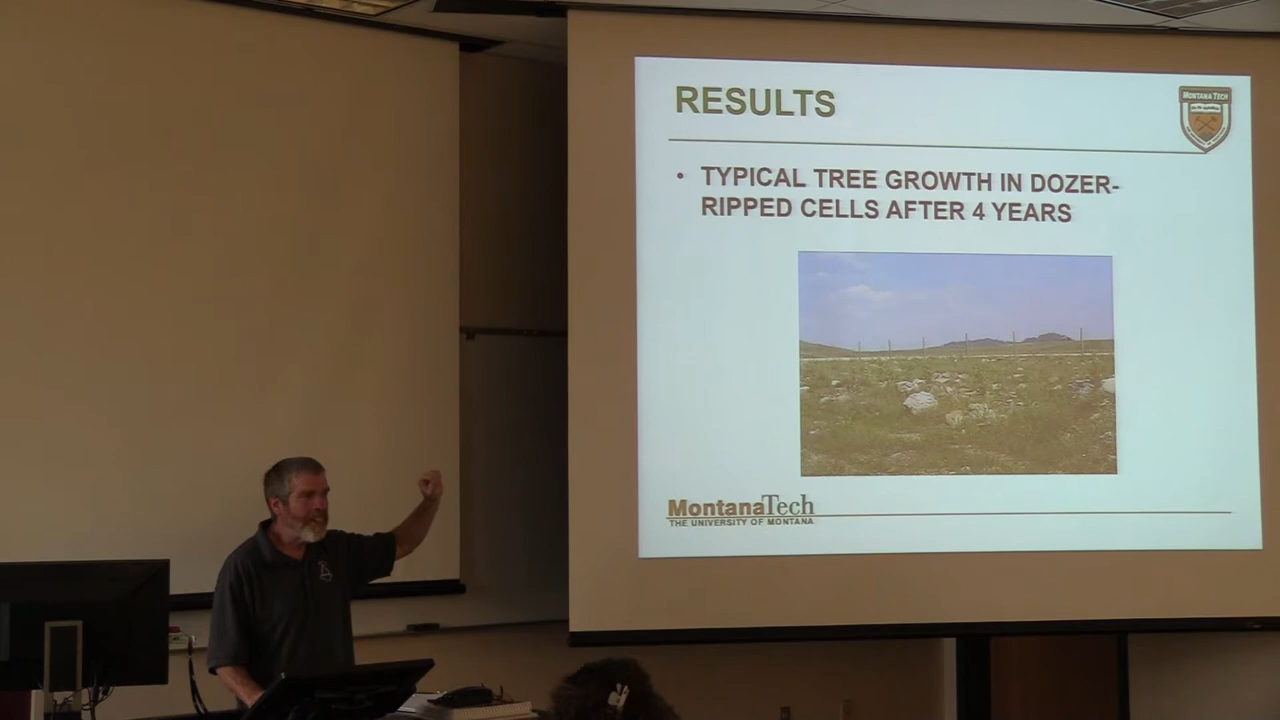 RESULTS
MONTANA TECH
• TYPICAL TREE GROWTH IN DOZER-
RIPPED CELLS AFTER 4 YEARS
MontanaTech
THE UNIVERSITY OF MONTANA